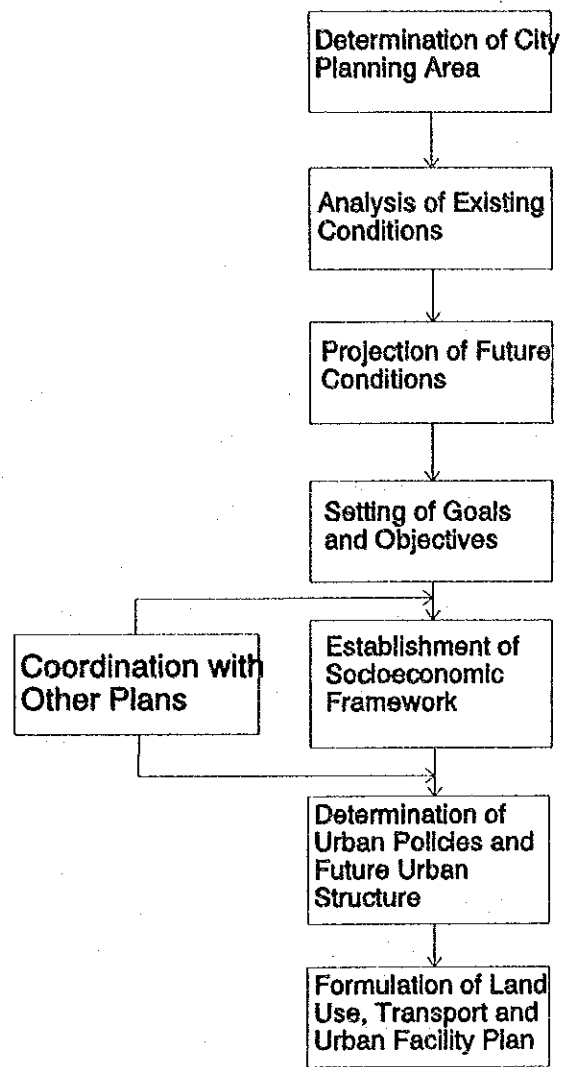 Determination of City
Planning Area
Analysis of Existing
Conditions
Projection of Future
Conditions
Setting of Goals
and Objectives
Coordination with
Other Plans
Establishment of
Socioeconomic
Framework
Determination of
Urban Policies and
Future Urban
Structure
Formulation of Land
Use, Transport and
Urban Facility Plan